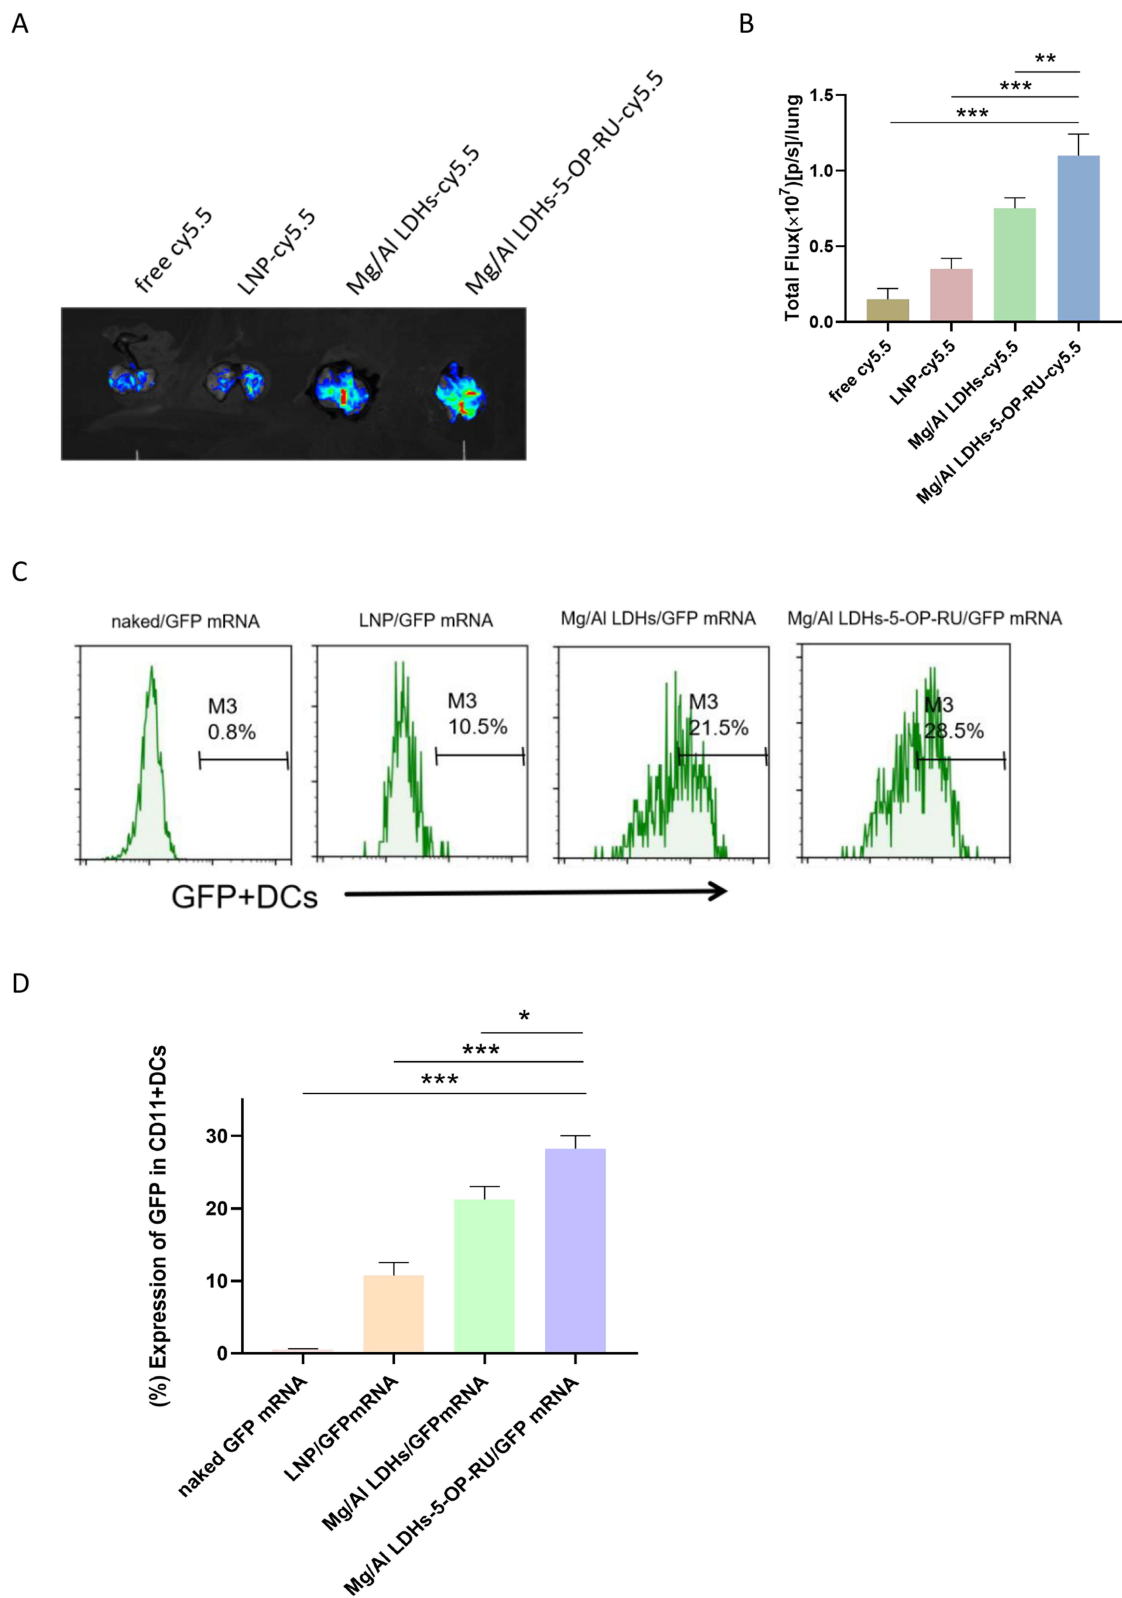 A
free cy5.5
LNP-cy5.5
Mg/Al LDHs-cy5.5
Mg/Al LDHs-5-OP-RU-cy5.5
B
**
***
***
Total Flux(×10⁷)[p/s]/lung
1.5
1.0
0.5
0.0
free cy5.5
LNP-cy5.5
Mg/Al LDHs-cy5.5
Mg/Al LDHs-5-OP-RU-cy5.5
C
naked/GFP mRNA
M3
0.8%
LNP/GFP mRNA
M3
10.5%
Mg/Al LDHs/GFP mRNA
M3
21.5%
Mg/Al LDHs-5-OP-RU/GFP mRNA
M3
28.5%
GFP+DCs
D
*
***
***
(%) Expression of GFP in CD11+DCs
30
20
10
0
naked GFP mRNA
LNP/GFPmRNA
Mg/Al LDHs/GFPmRNA
Mg/Al LDHs-5-OP-RU/GFP mRNA